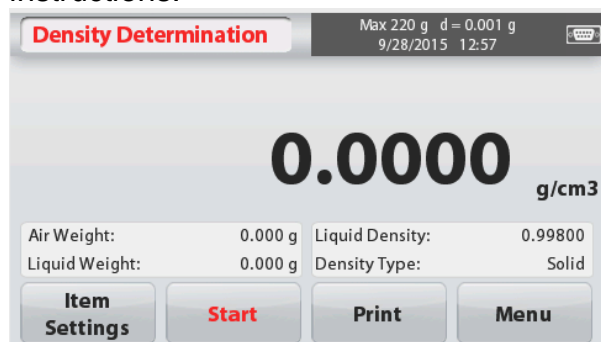 Density Determination
Max 220 g d = 0.001 g
9/28/2015 12:57
0.0000
g/cm3
Air Weight: 0.000 g Liquid Density: 0.99800
Liquid Weight: 0.000 g Density Type: Solid
Item
Settings
Start
Print
Menu